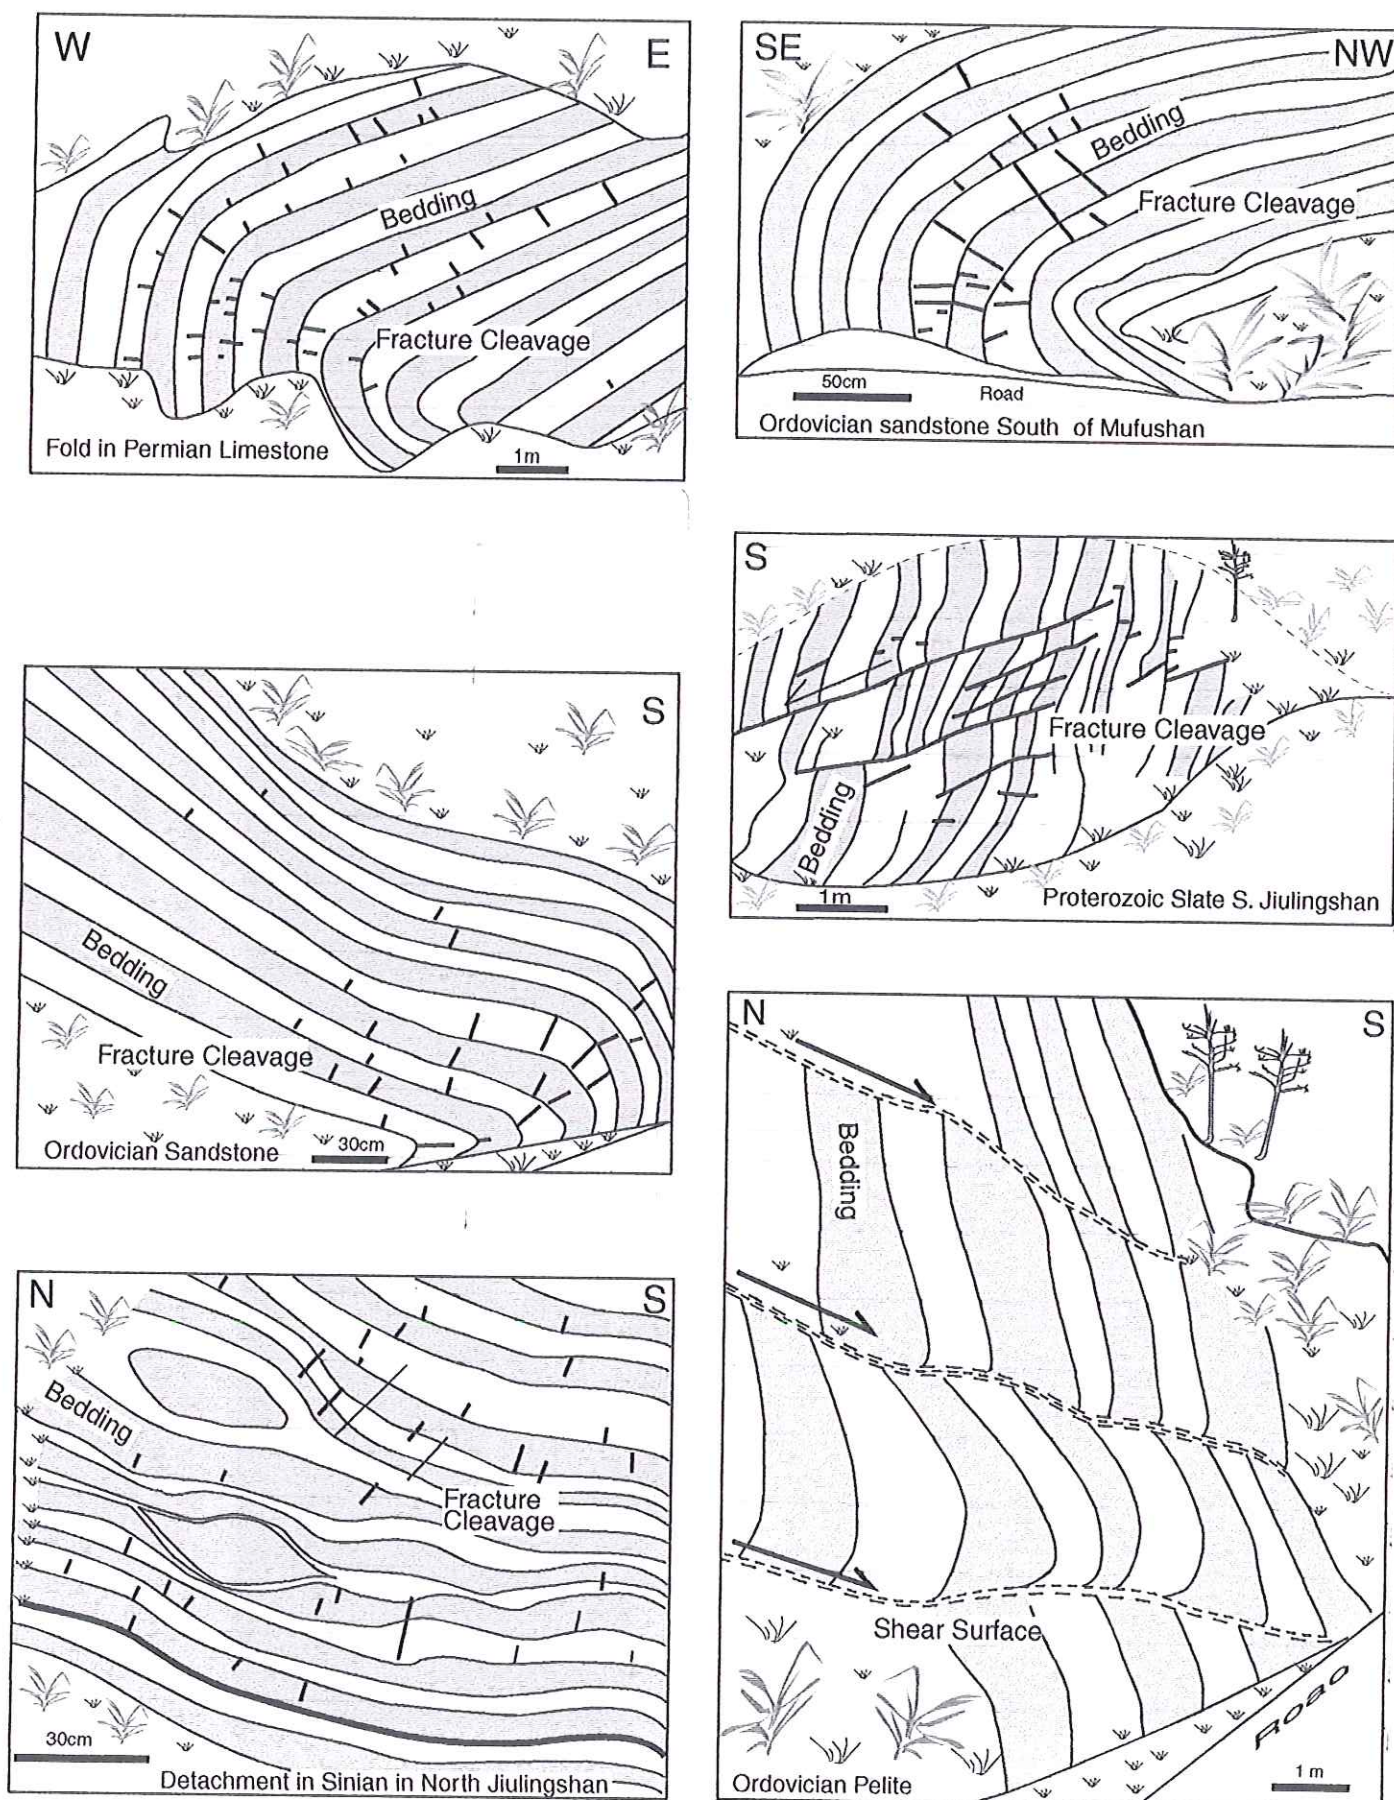 W
E
Bedding
Fracture Cleavage
Fold in Permian Limestone
1m
SE
NW
Bedding
Fracture Cleavage
50cm
Road
Ordovician sandstone South of Mufushan
S
Fracture Cleavage
Bedding
1m
Proterozoic Slate S. Jiulingshan
S
Bedding
Fracture Cleavage
Ordovician Sandstone
30cm
N
S
Bedding
Fracture
Cleavage
30cm
Detachment in Sinian in North Jiulingshan
N
S
Bedding
Shear Surface
Road
Ordovician Pelite
1 m